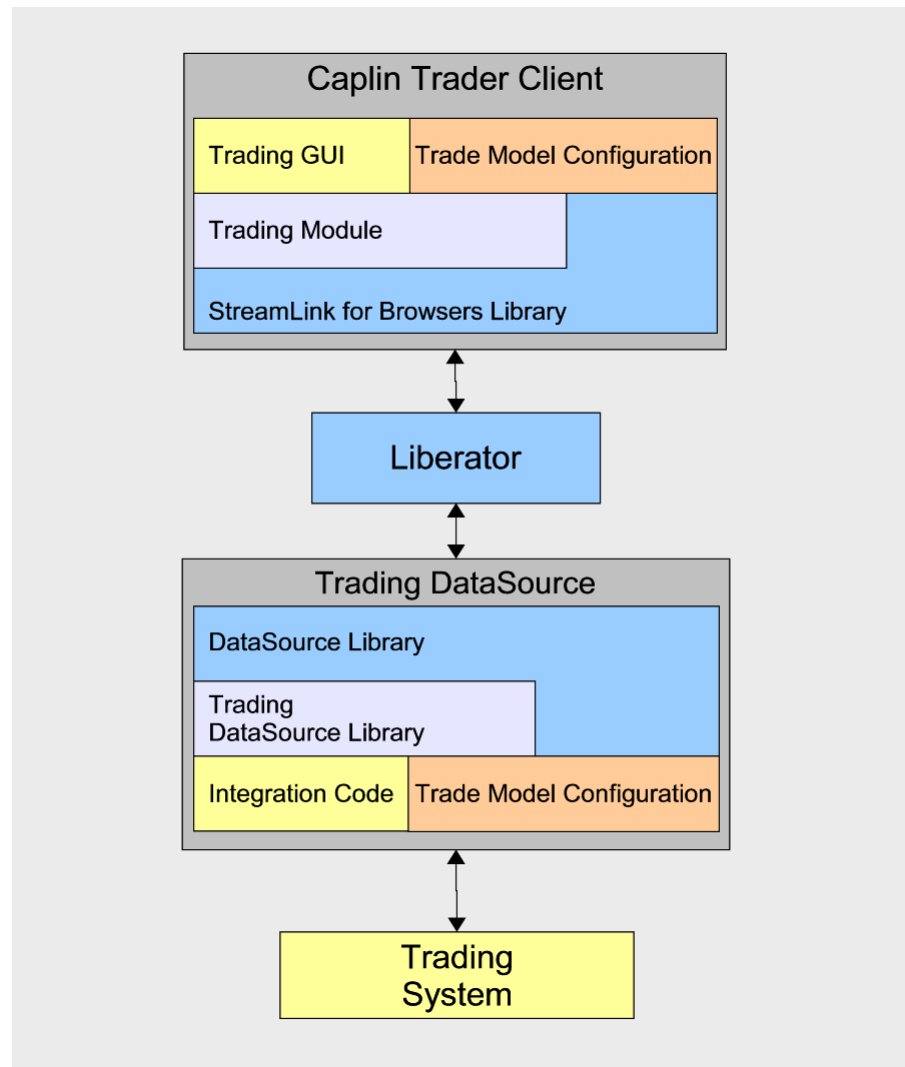 Caplin Trader Client
Trading GUI
Trade Model Configuration
Trading Module
StreamLink for Browsers Library
Liberator
Trading DataSource
DataSource Library
Trading
DataSource Library
Integration Code
Trade Model Configuration
Trading
System